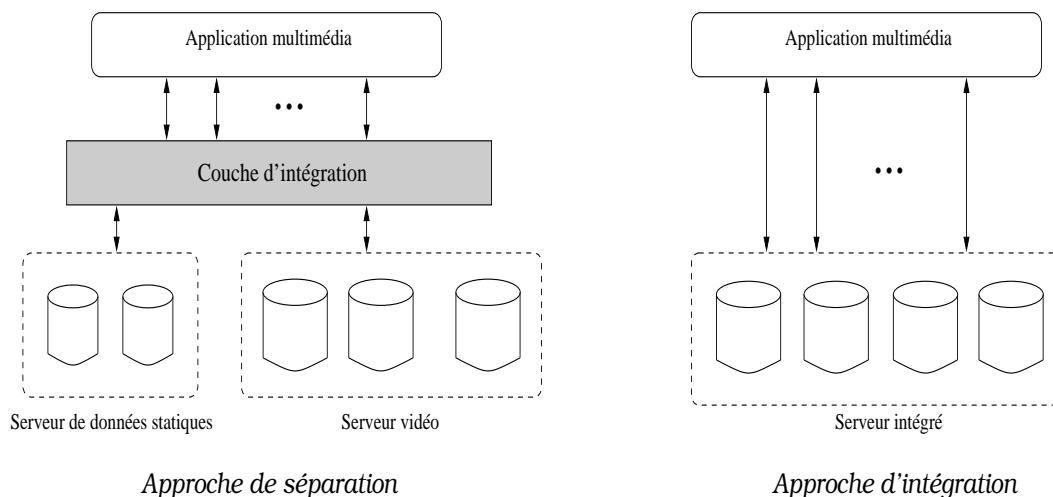 Application multimédia
•••
Couche d'intégration
Serveur de données statiques
Serveur vidéo
Approche de séparation
Application multimédia
•••
Serveur intégré
Approche d'intégration